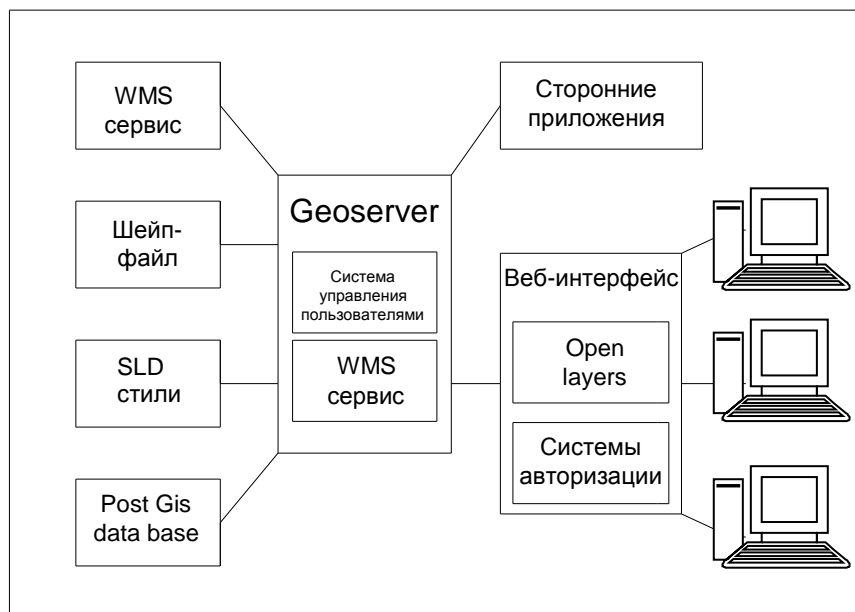 WMS
сервис
Шейп-
файл
SLD
стили
Post Gis
data base
Geoserver
Система
управления
пользователями
WMS
сервис
Сторонние
приложения
Веб-интерфейс
Open
layers
Системы
авторизации